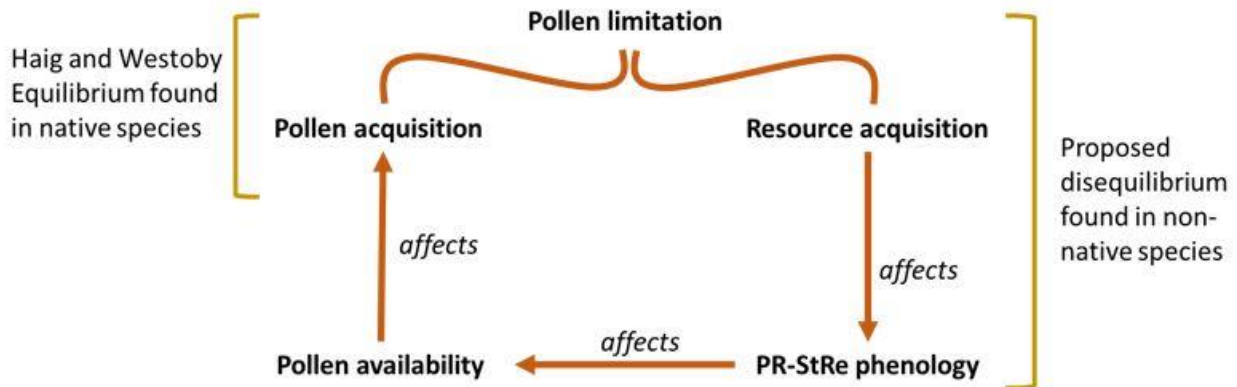 Pollen limitation
Haig and Westoby
Equilibrium found
in native species
Pollen acquisition
Resource acquisition
Proposed
disequilibrium
found in non-
native species
affects
affects
affects
Pollen availability
PR-StRe phenology